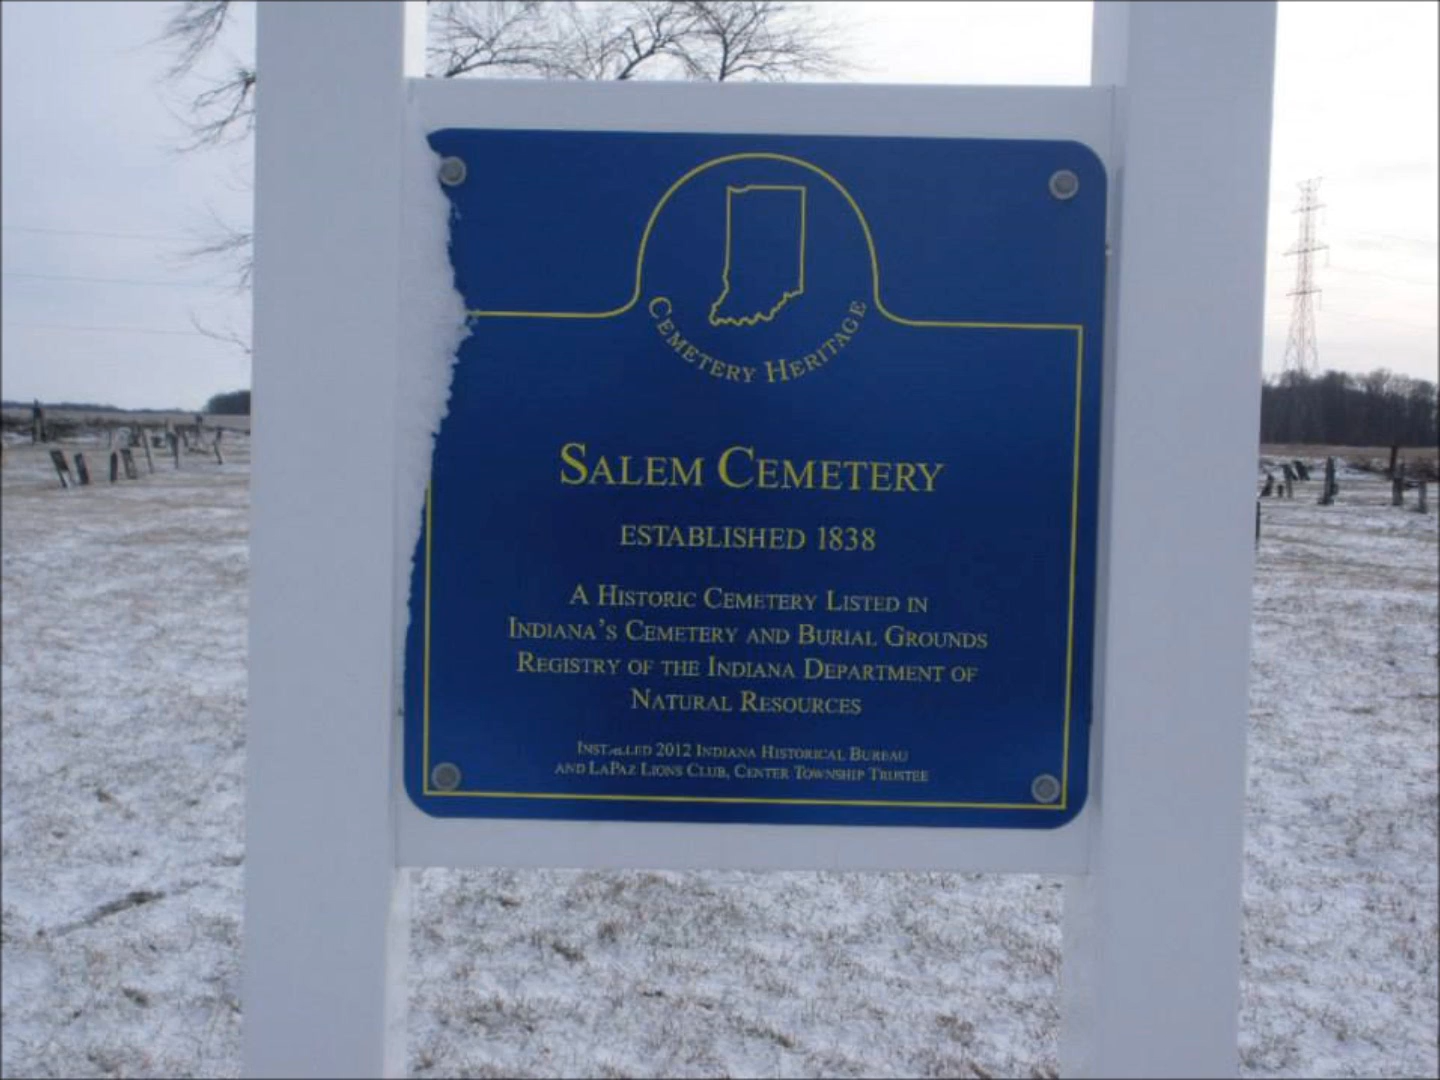 CEMETERY HERITAGE
SALEM CEMETERY
ESTABLISHED 1838
A HISTORIC CEMETERY LISTED IN
INDIANA'S CEMETERY AND BURIAL GROUNDS
REGISTRY OF THE INDIANA DEPARTMENT OF
NATURAL RESOURCES
INSTALLED 2012 INDIANA HISTORICAL BUREAU
AND LAPAZ LIONS CLUB, CENTER TOWNSHIP TRUSTEE